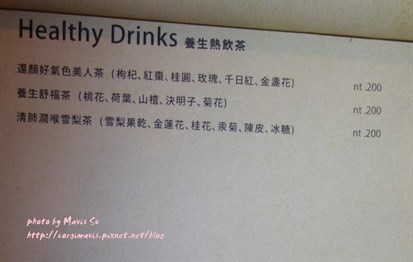 Healthy Drinks 養生熱飲茶
還顏好氣色美人茶（枸杞、紅棗、桂圓、玫瑰、千日紅、金盞花） nt .200
養生舒福茶（桃花、荷葉、山楂、決明子、菊花） nt .200
清肺潤喉雪梨茶（雪梨果乾、金蓮花、桂花、杭菊、陳皮、冰糖） nt .200
photo by Mavis So
http://corsimavis.pixnet.net/blog